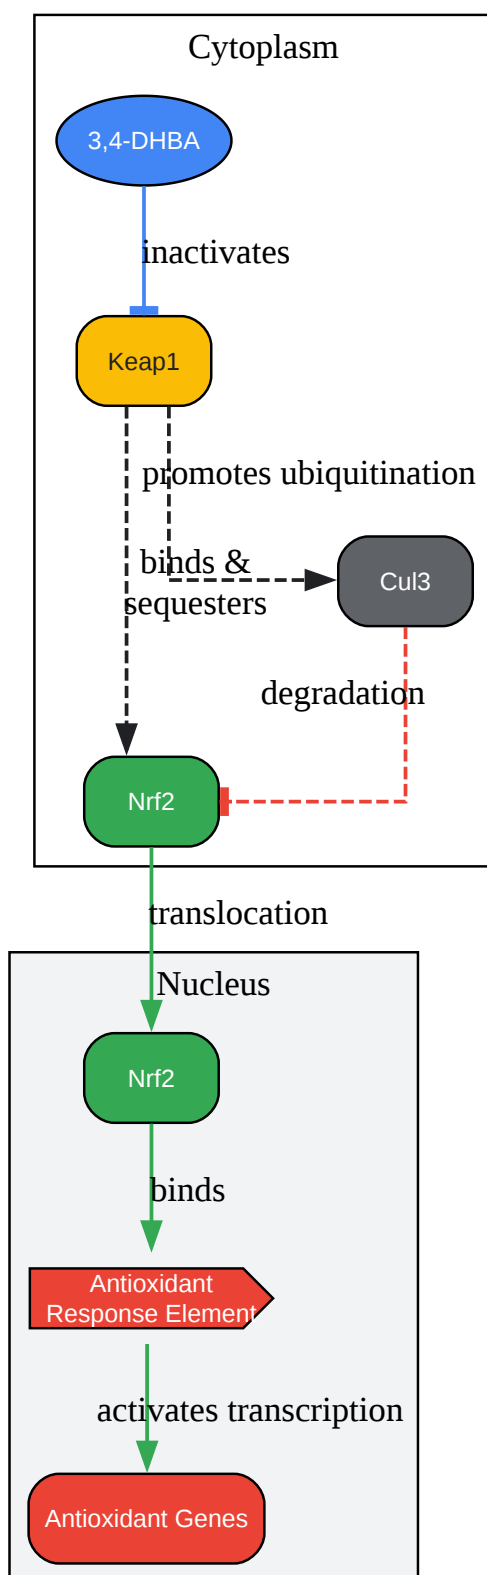 Cytoplasm
3,4-DHBA
inactivates
Keap1
promotes ubiquitination
binds &
sequesters
Cul3
degradation
Nrf2
translocation
Nucleus
Nrf2
binds
Antioxidant
Response Element
activates transcription
Antioxidant Genes